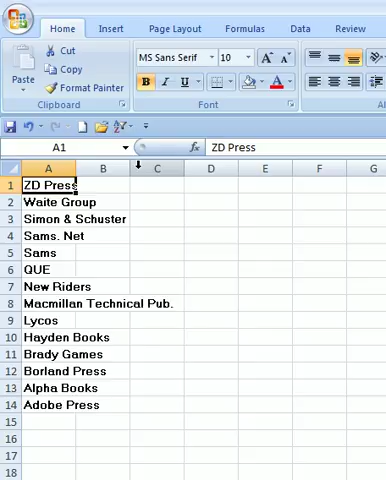 Home Insert Page Layout Formulas Data Review
Paste
Cut
Copy
Format Painter
Clipboard
MS Sans Serif 10 A A
B I U A
Font
Al
A1 fx ZD Press
A B C D E F G
1 ZD Press
2 Waite Group
3 Simon & Schuster
4 Sams. Net
5 Sams
6 QUE
7 New Riders
8 Macmillan Technical Pub.
9 Lycos
10 Hayden Books
11 Brady Games
12 Borland Press
13 Alpha Books
14 Adobe Press
15
16
17
18